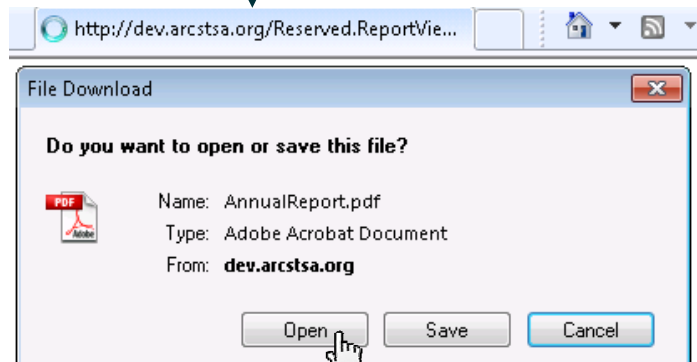 http://dev.arcstsa.org/Reserved.ReportVie...
File Download
Do you want to open or save this file?
PDF
Adobe
Name: AnnualReport.pdf
Type: Adobe Acrobat Document
From: dev.arcstsa.org
Open Save Cancel